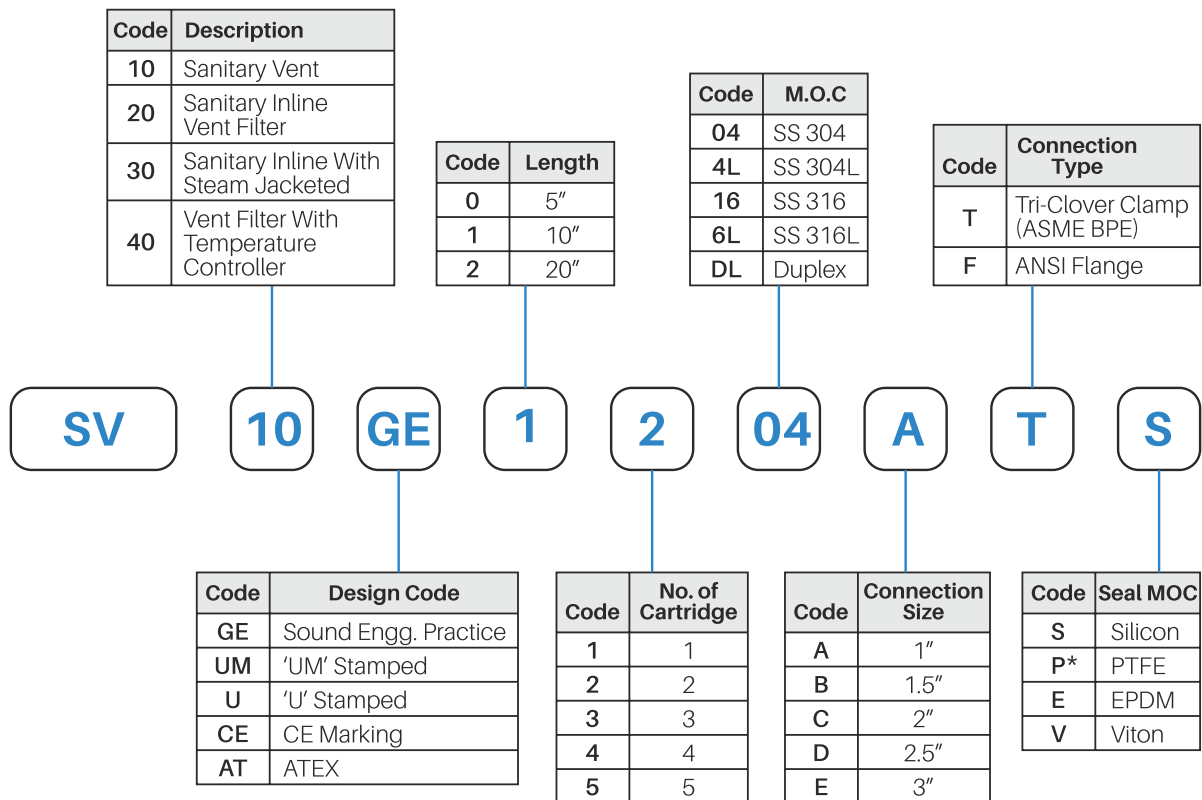 Code Description
10 Sanitary Vent
20 Sanitary Inline
Vent Filter
30 Sanitary Inline With
Steam Jacketed
40 Vent Filter With
Temperature
Controller
Code Length
0 5″
1 10″
2 20″
Code M.O.C
04 SS 304
4L SS 304L
16 SS 316
6L SS 316L
DL Duplex
Code Connection
Type
T Tri-Clover Clamp
(ASME BPE)
F ANSI Flange
SV 10 GE 1 2 04 A T S
Code Design Code
GE Sound Engg. Practice
UM ‘UM’ Stamped
U ‘U’ Stamped
CE CE Marking
AT ATEX
Code No. of
Cartridge
1 1
2 2
3 3
4 4
5 5
Code Connection
Size
A 1″
B 1.5″
C 2″
D 2.5″
E 3″
Code Seal MOC
S Silicon
P* PTFE
E EPDM
V Viton